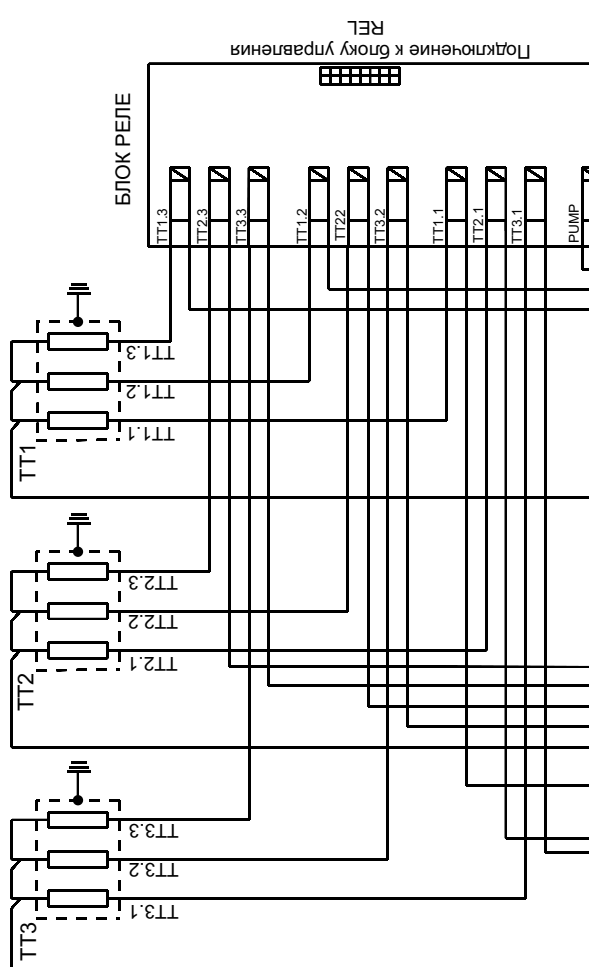 REL
Подключение к блоку управления
БЛОК РЕЛЕ
TT1.3
TT2.3
TT3.3
TT1.2
TT22
TT3.2
TT1.1
TT2.1
TT3.1
PUMP
TT1.3
TT1.2
TT1.1
TT1
TT2.3
TT2.2
TT2.1
TT2
TT3.3
TT3.2
TT3.1
TT3